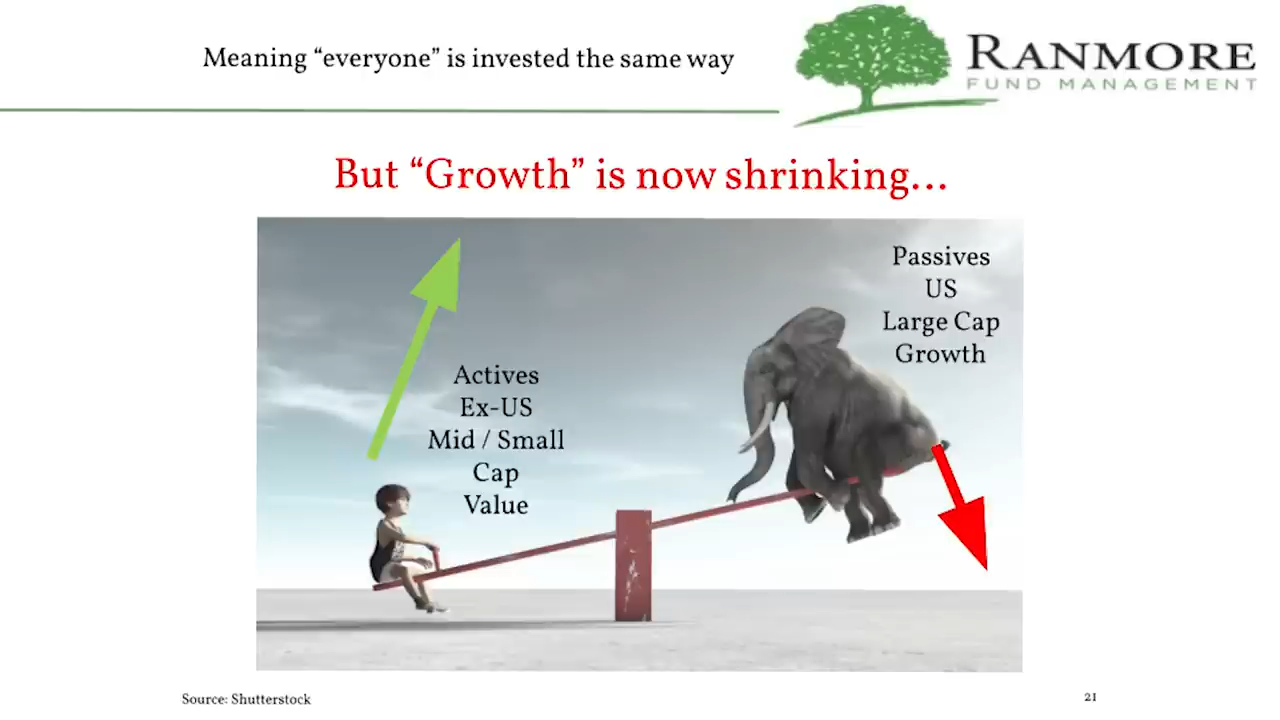 Meaning “everyone” is invested the same way
RANMORE
FUND MANAGEMENT
But “Growth” is now shrinking...
Passives
US
Large Cap
Growth
Actives
Ex-US
Mid / Small
Cap
Value
Source: Shutterstock
21